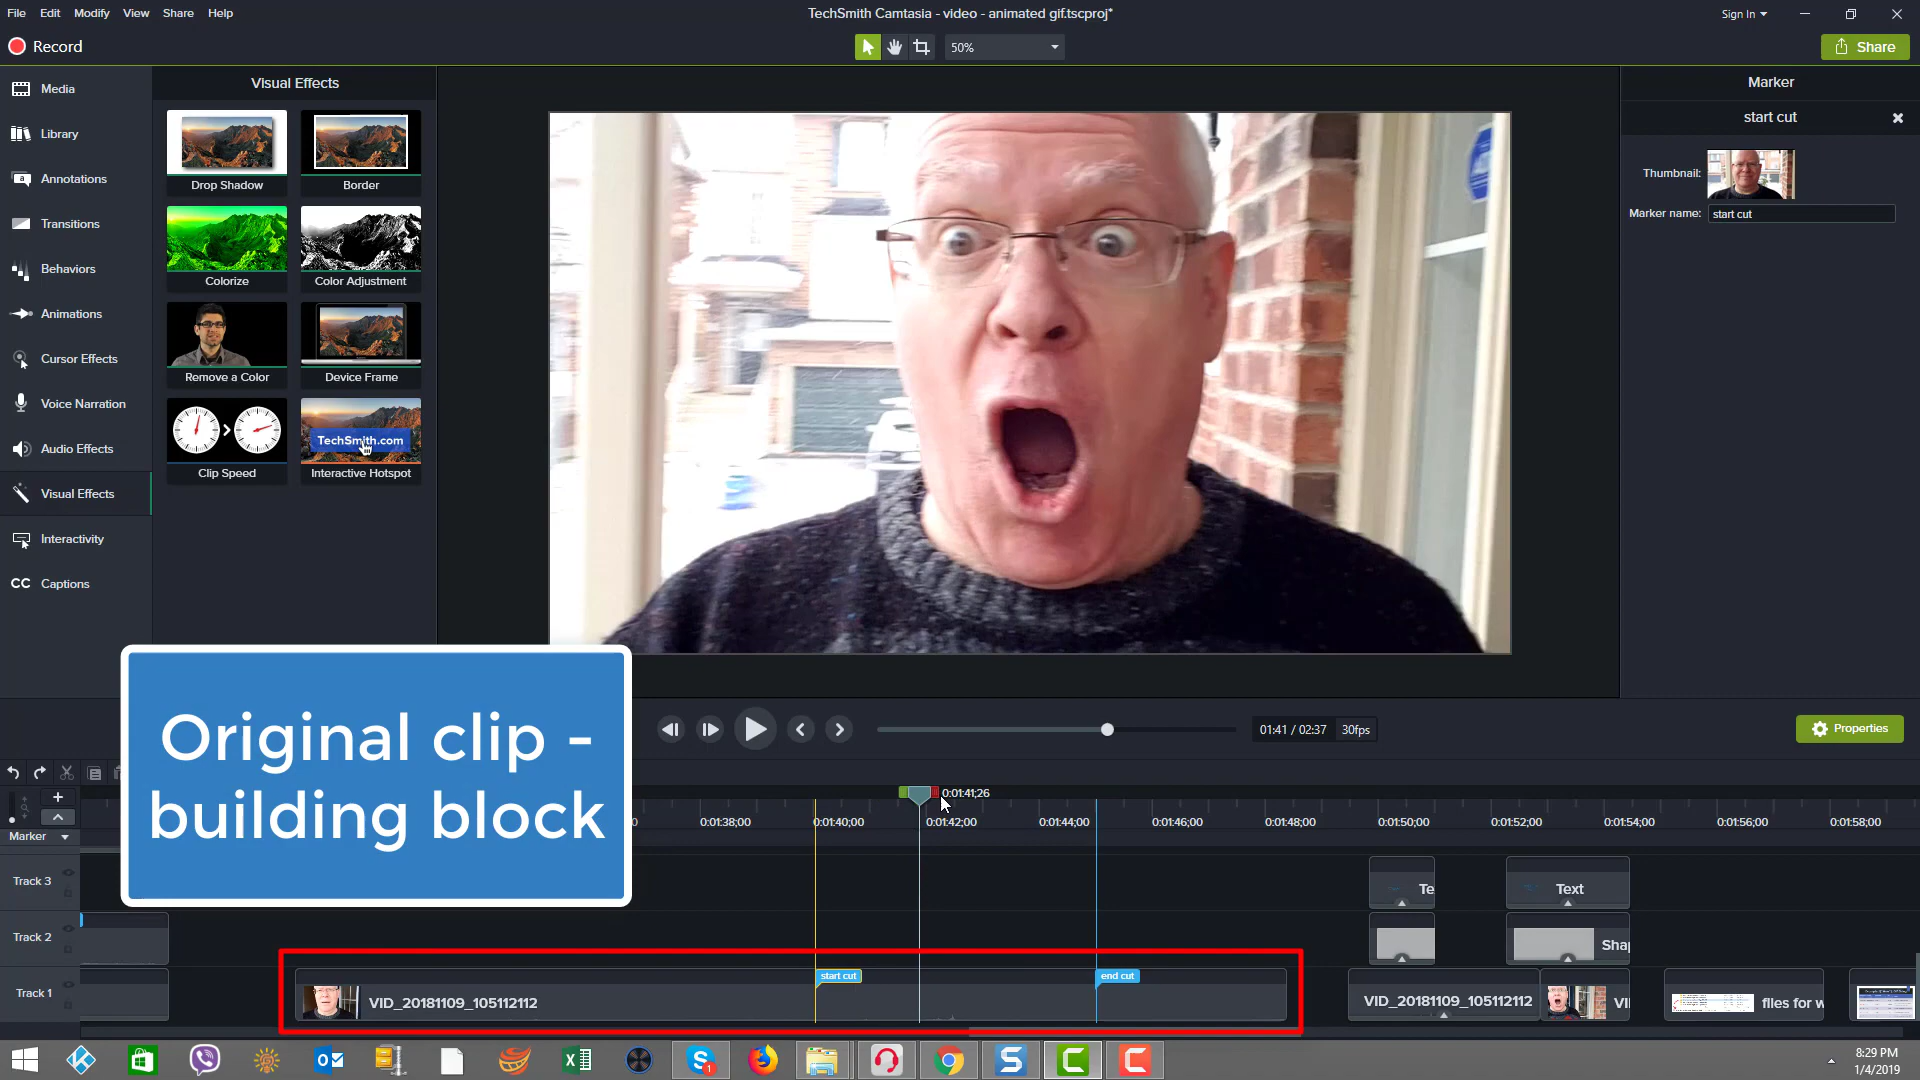 File Edit Modify View Share Help
TechSmith Camtasia - video - animated gif.tscproj*
Sign In
Record
50%
Share
Media
Library
Annotations
Transitions
Behaviors
Animations
Cursor Effects
Voice Narration
Audio Effects
Visual Effects
Interactivity
CC Captions
Visual Effects
Drop Shadow Border
Colorize Color Adjustment
Remove a Color Device Frame
TechSmith.com
Clip Speed Interactive Hotspot
Marker
start cut
Thumbnail:
Marker name: start cut
Original clip -
building block
01:41 / 02:37 30fps
Properties
0:01:41;26
0:01:38;00 0:01:40;00 0:01:42;00 0:01:44;00 0:01:46;00 0:01:48;00 0:01:50;00 0:01:52;00 0:01:54;00 0:01:56;00 0:01:58;00
Marker
Track 3
Te Text
Track 2
Shap
Track 1
start cut end cut
VID_20181109_105112112
VID_20181109_105112112
VI
files for w
8:29 PM
1/4/2019